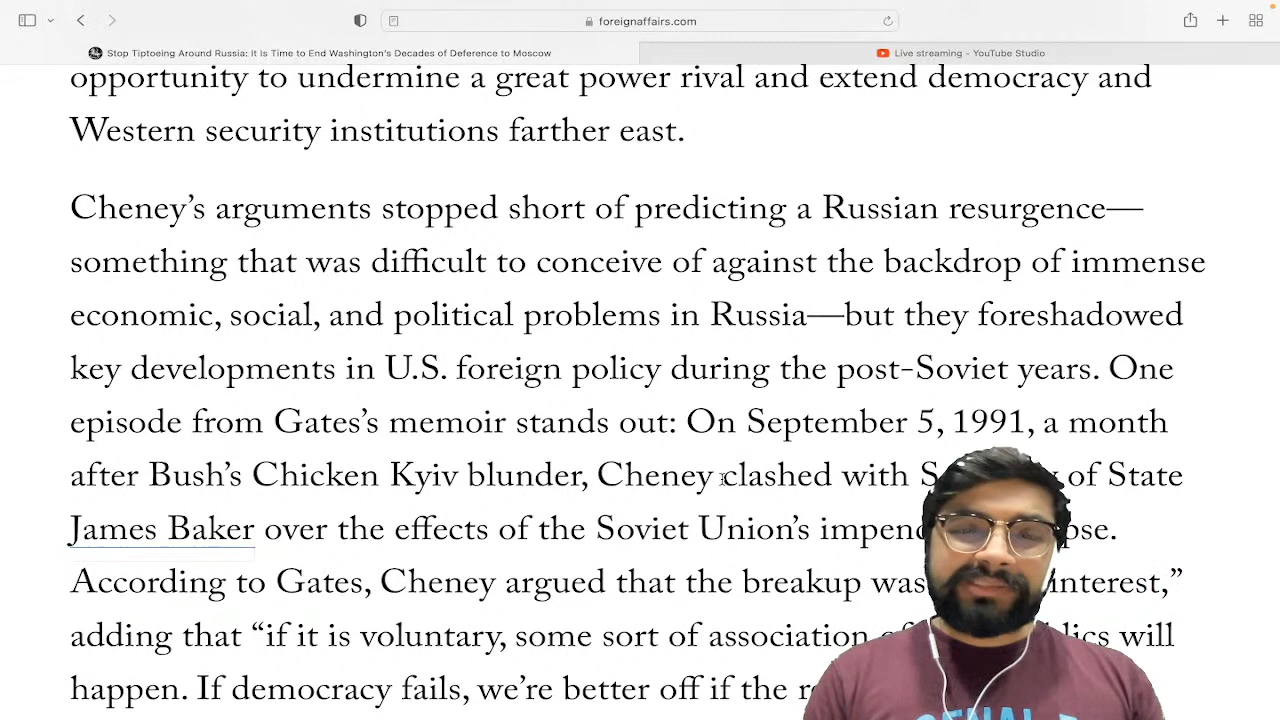 foreignaffairs.com
Stop Tiptoeing Around Russia: It Is Time to End Washington's Decades of Deference to Moscow
Live streaming - YouTube Studio
opportunity to undermine a great power rival and extend democracy and
Western security institutions farther east.
Cheney's arguments stopped short of predicting a Russian resurgence—
something that was difficult to conceive of against the backdrop of immense
economic, social, and political problems in Russia—but they foreshadowed
key developments in U.S. foreign policy during the post-Soviet years. One
episode from Gates's memoir stands out: On September 5, 1991, a month
after Bush's Chicken Kyiv blunder, Cheney clashed with of State
James Baker over the effects of the Soviet Union's
According to Gates, Cheney argued that the breakup was interest,”
adding that “if it is voluntary, some sort of association will
happen. If democracy fails, we're better off if the